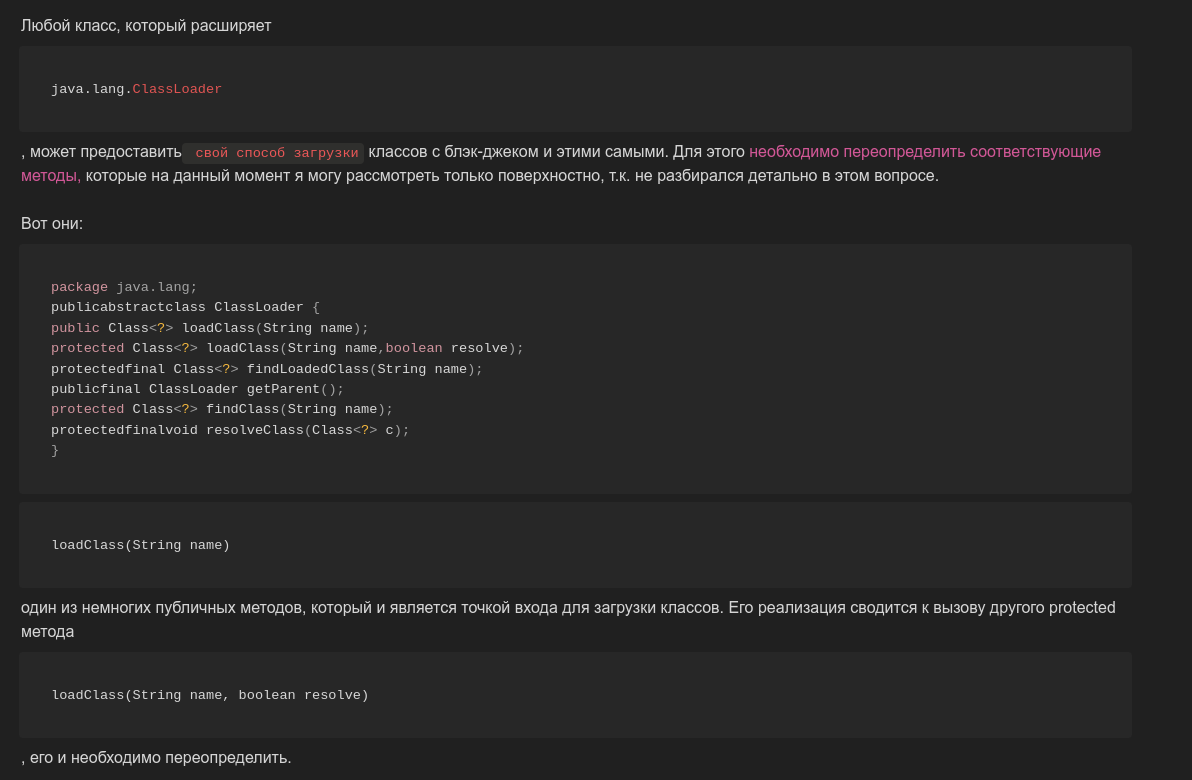 Любой класс, который расширяет
java.lang.ClassLoader
, может предоставить свой способ загрузки классов с блэк-джеком и этими самыми. Для этого необходимо переопределить соответствующие
методы, которые на данный момент я могу рассмотреть только поверхностно, т.к. не разбирался детально в этом вопросе.
Вот они:
package java.lang;
publicabstractclass ClassLoader {
public Class<?> loadClass(String name);
protected Class<?> loadClass(String name,boolean resolve);
protectedfinal Class<?> findLoadedClass(String name);
publicfinal ClassLoader getParent();
protected Class<?> findClass(String name);
protectedfinalvoid resolveClass(Class<?> c);
}
loadClass(String name)
один из немногих публичных методов, который и является точкой входа для загрузки классов. Его реализация сводится к вызову другого protected
метода
loadClass(String name, boolean resolve)
, его и необходимо переопределить.